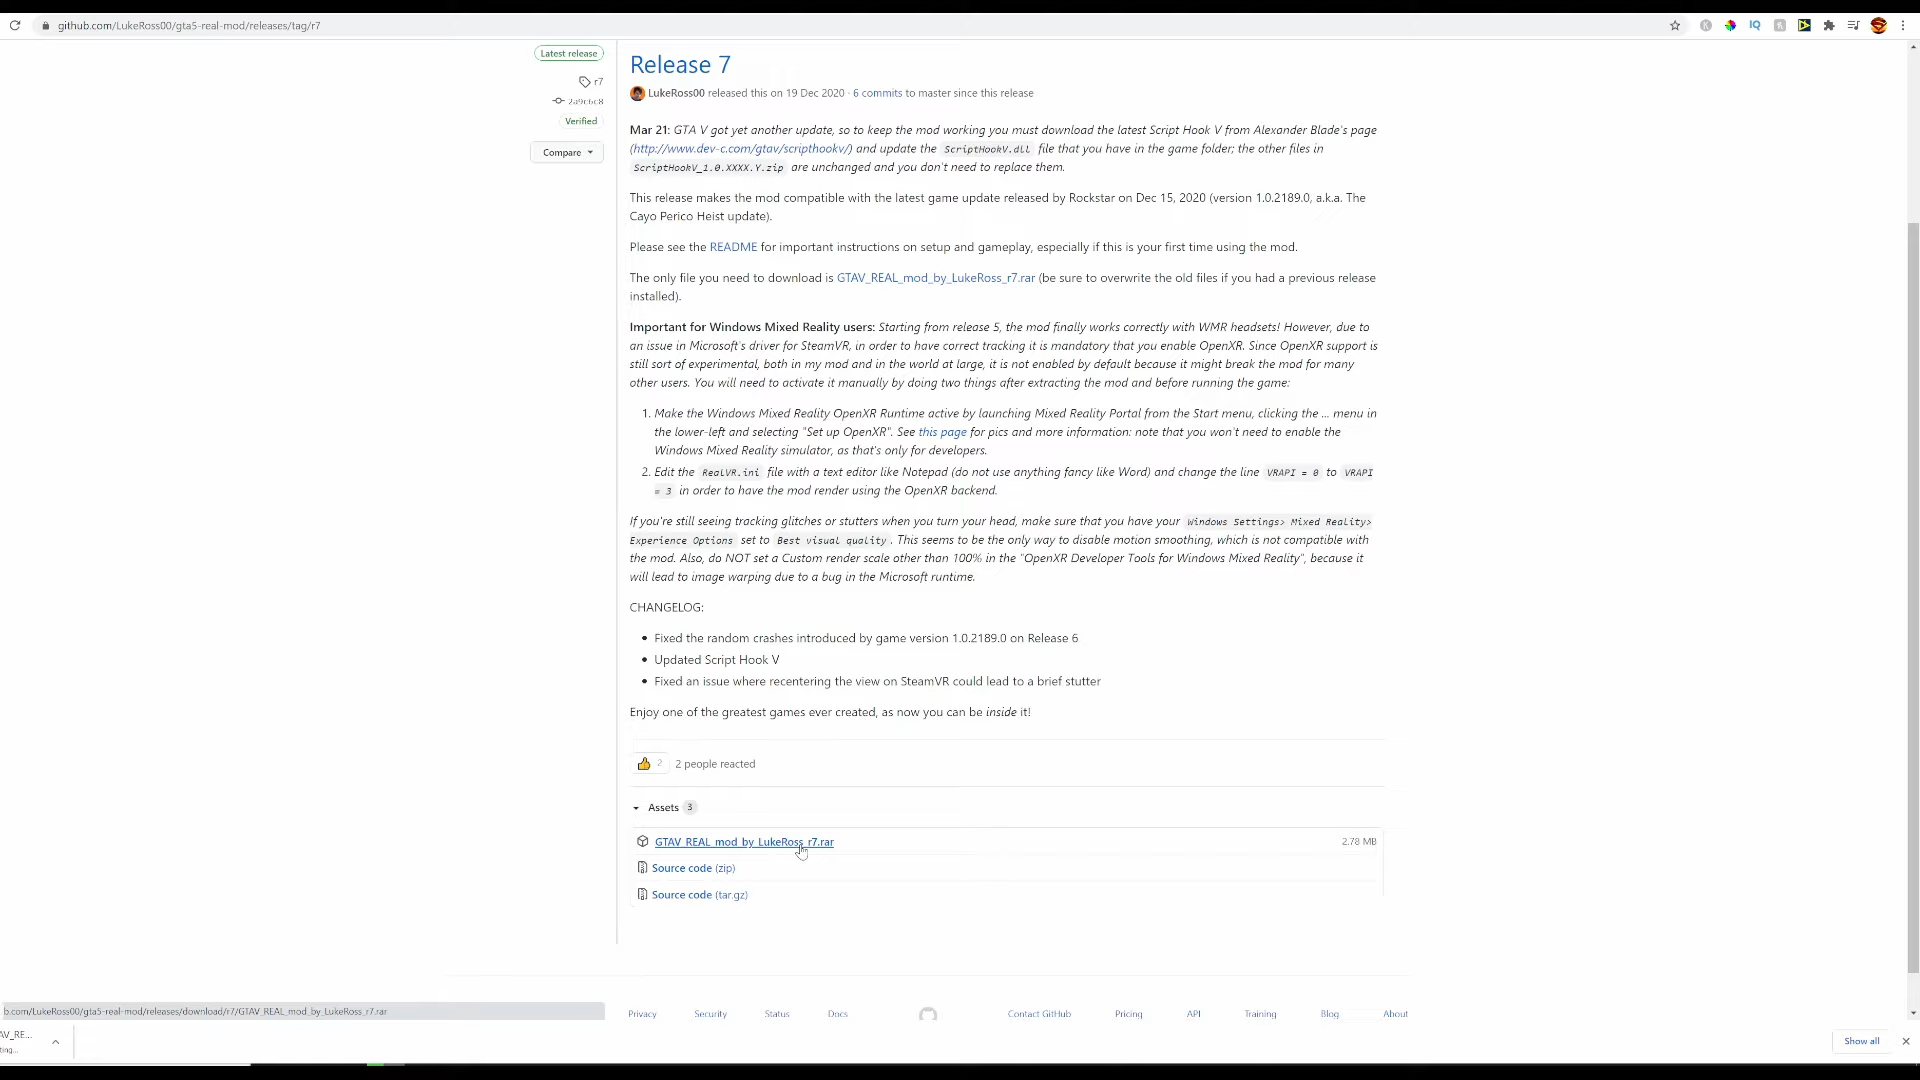 github.com/LukeRoss00/gta5-real-mod/releases/tag/r7
Latest release
r7
2a9c6c8
Verified
Compare
Release 7
LukeRoss00 released this on 19 Dec 2020 · 6 commits to master since this release
Mar 21: GTA V got yet another update, so to keep the mod working you must download the latest Script Hook V from Alexander Blade's page
(http://www.dev-c.com/gtav/scripthookv/) and update the ScriptHookV.dll file that you have in the game folder; the other files in
ScriptHookV_1.0.XXXX.Y.zip are unchanged and you don't need to replace them.
This release makes the mod compatible with the latest game update released by Rockstar on Dec 15, 2020 (version 1.0.2189.0, a.k.a. The
Cayo Perico Heist update).
Please see the README for important instructions on setup and gameplay, especially if this is your first time using the mod.
The only file you need to download is GTAV_REAL_mod_by_LukeRoss_r7.rar (be sure to overwrite the old files if you had a previous release
installed).
Important for Windows Mixed Reality users: Starting from release 5, the mod finally works correctly with WMR headsets! However, due to
an issue in Microsoft's driver for SteamVR, in order to have correct tracking it is mandatory that you enable OpenXR. Since OpenXR support is
still sort of experimental, both in my mod and in the world at large, it is not enabled by default because it might break the mod for many
other users. You will need to activate it manually by doing two things after extracting the mod and before running the game:
1. Make the Windows Mixed Reality OpenXR Runtime active by launching Mixed Reality Portal from the Start menu, clicking the ... menu in
the lower-left and selecting "Set up OpenXR". See this page for pics and more information: note that you won't need to enable the
Windows Mixed Reality simulator, as that's only for developers.
2. Edit the RealVR.ini file with a text editor like Notepad (do not use anything fancy like Word) and change the line VRAPI = 0 to VRAPI
= 3 in order to have the mod render using the OpenXR backend.
If you're still seeing tracking glitches or stutters when you turn your head, make sure that you have your Windows Settings> Mixed Reality>
Experience Options set to Best visual quality. This seems to be the only way to disable motion smoothing, which is not compatible with
the mod. Also, do NOT set a Custom render scale other than 100% in the "OpenXR Developer Tools for Windows Mixed Reality", because it
will lead to image warping due to a bug in the Microsoft runtime.
CHANGELOG:
• Fixed the random crashes introduced by game version 1.0.2189.0 on Release 6
• Updated Script Hook V
• Fixed an issue where recentering the view on SteamVR could lead to a brief stutter
Enjoy one of the greatest games ever created, as now you can be inside it!
2 2 people reacted
Assets 3
GTAV_REAL_mod_by_LukeRoss_r7.rar 2.78 MB
Source code (zip)
Source code (tar.gz)
b.com/LukeRoss00/gta5-real-mod/releases/download/r7/GTAV_REAL_mod_by_LukeRoss_r7.rar
Privacy Security Status Docs Contact GitHub Pricing API Training Blog About
AV_RE...
ting...
Show all